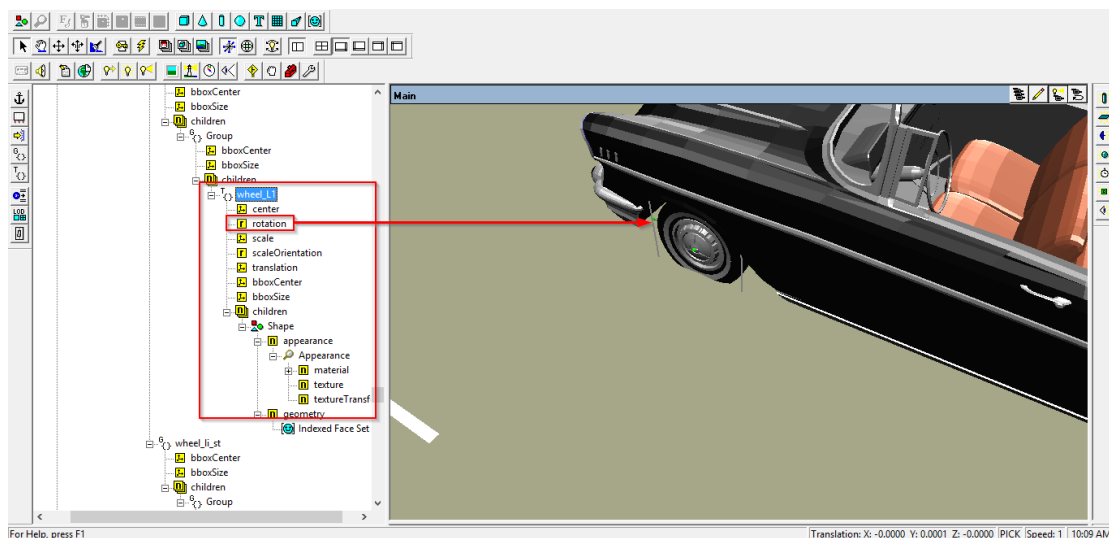 T
Main
bboxCenter
bboxSize
children
Group
bboxCenter
bboxSize
children
wheel_L1
center
rotation
scale
scaleOrientation
translation
bboxCenter
bboxSize
children
Shape
appearance
Appearance
material
texture
textureTransf
geometry
Indexed Face Set
wheel_li_st
bboxCenter
bboxSize
children
Group
LOD
For Help, press F1
Translation: X: -0.0000 Y: 0.0001 Z: -0.0000 PICK Speed: 1 10:09 AM